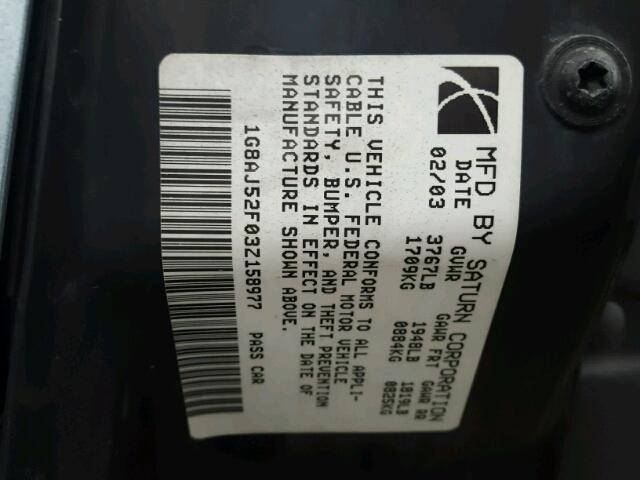 MFD BY SATURN CORPORATION
DATE GVWR GAWR FRT GAWR RR
02/03 3767LB 1948LB 1819LB
1709KG 0884KG 0825KG
THIS VEHICLE CONFORMS TO ALL APPLI-
CABLE U.S. FEDERAL MOTOR VEHICLE
SAFETY, BUMPER, AND THEFT PREVENTION
STANDARDS IN EFFECT ON THE DATE OF
MANUFACTURE SHOWN ABOVE.
1G8AJ52F03Z158977 PASS CAR